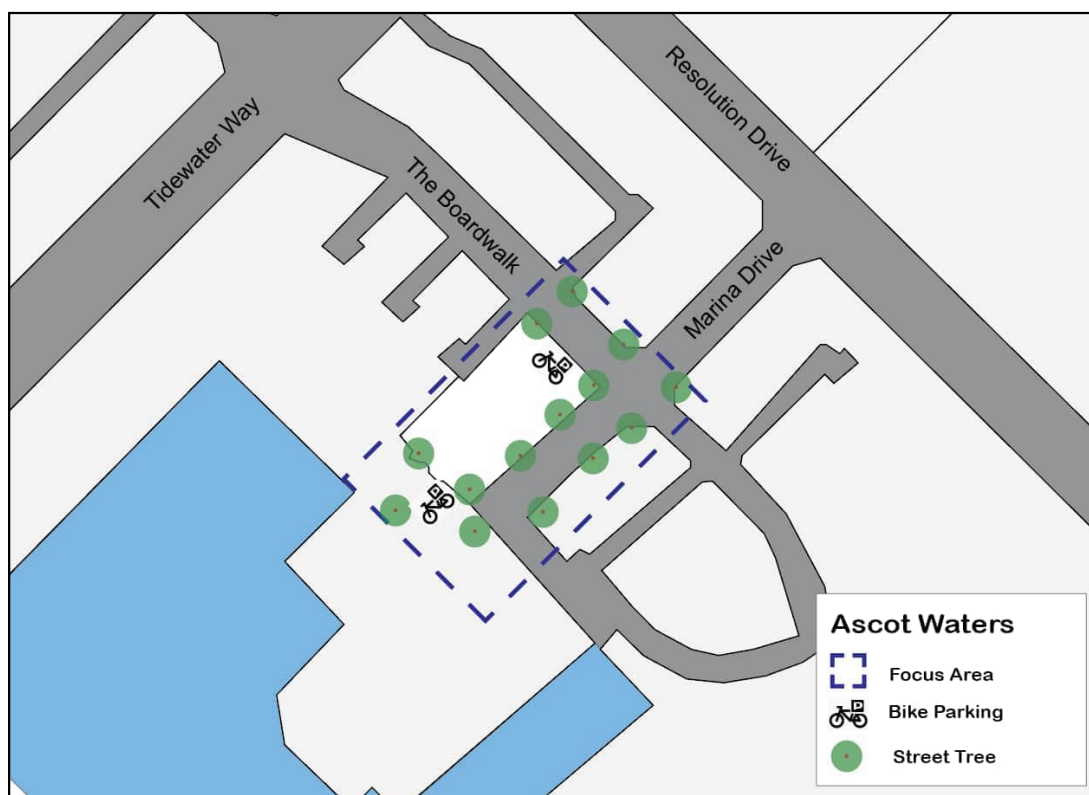 Resolution Drive
Tidewater Way
The Boardwalk
Marina Drive
Ascot Waters
Focus Area
Bike Parking
Street Tree